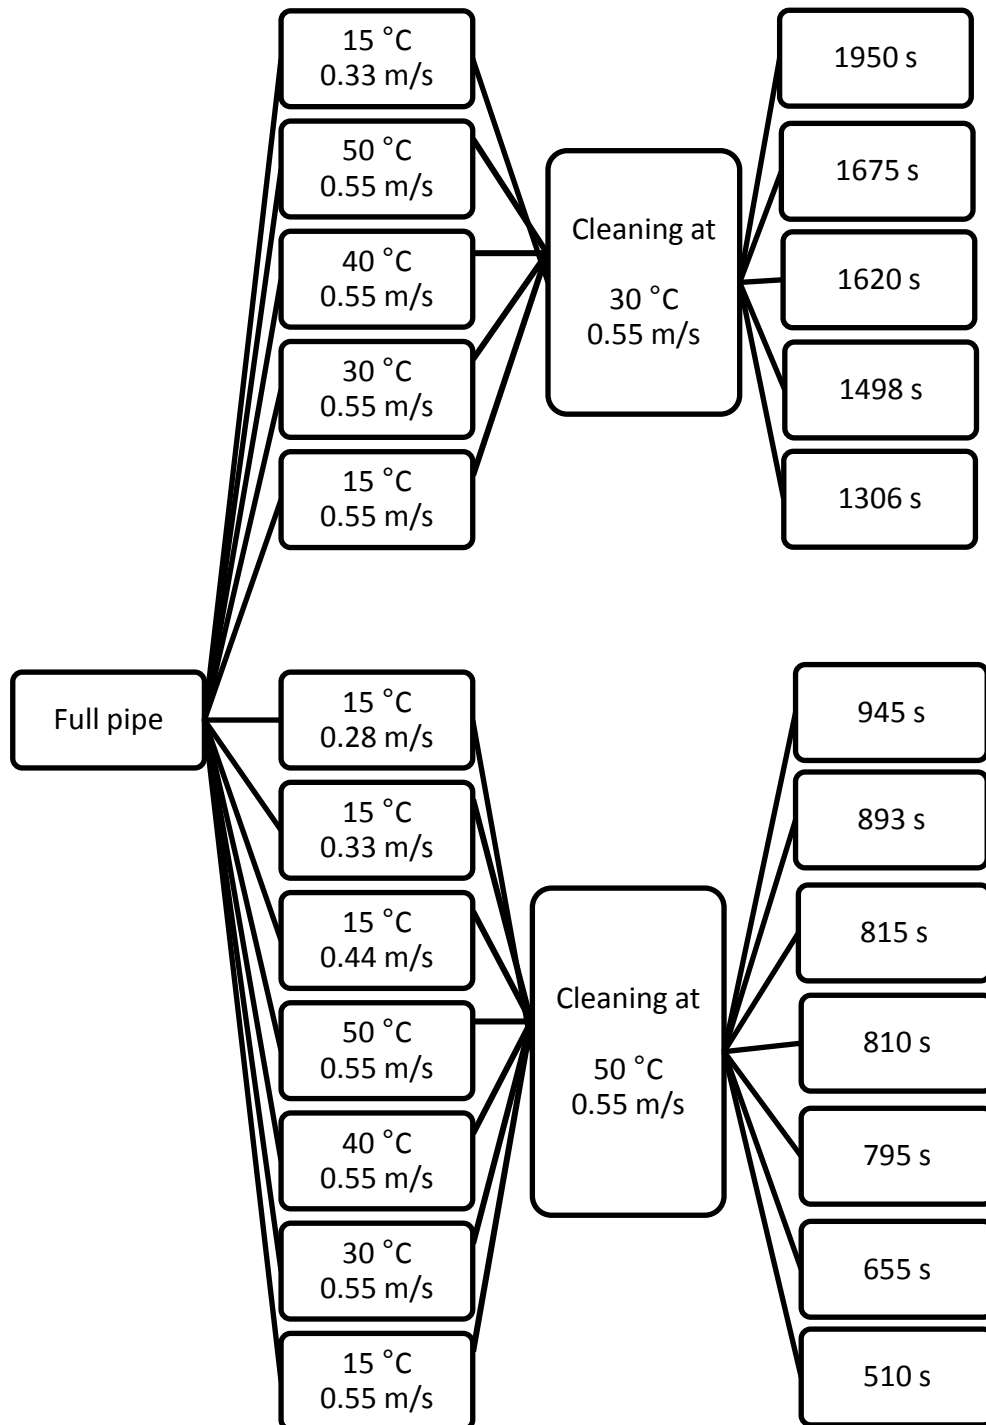 15 °C
0.33 m/s
50 °C
0.55 m/s
40 °C
0.55 m/s
30 °C
0.55 m/s
15 °C
0.55 m/s
Cleaning at
30 °C
0.55 m/s
1950 s
1675 s
1620 s
1498 s
1306 s
Full pipe
15 °C
0.28 m/s
15 °C
0.33 m/s
15 °C
0.44 m/s
50 °C
0.55 m/s
40 °C
0.55 m/s
30 °C
0.55 m/s
15 °C
0.55 m/s
Cleaning at
50 °C
0.55 m/s
945 s
893 s
815 s
810 s
795 s
655 s
510 s